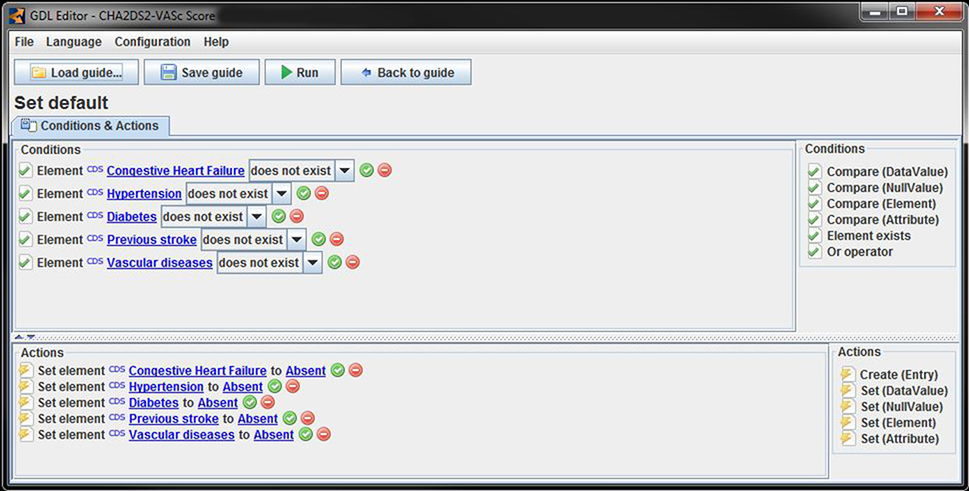 GDL Editor - CHA2DS2-VASc Score
File Language Configuration Help
Load guide... Save guide Run Back to guide
Set default
Conditions & Actions
Conditions
Element CDS Congestive Heart Failure does not exist
Element CDS Hypertension does not exist
Element CDS Diabetes does not exist
Element CDS Previous stroke does not exist
Element CDS Vascular diseases does not exist
Conditions
Compare (DataValue)
Compare (NullValue)
Compare (Element)
Compare (Attribute)
Element exists
Or operator
Actions
Set element CDS Congestive Heart Failure to Absent
Set element CDS Hypertension to Absent
Set element CDS Diabetes to Absent
Set element CDS Previous stroke to Absent
Set element CDS Vascular diseases to Absent
Actions
Create (Entry)
Set (DataValue)
Set (NullValue)
Set (Element)
Set (Attribute)